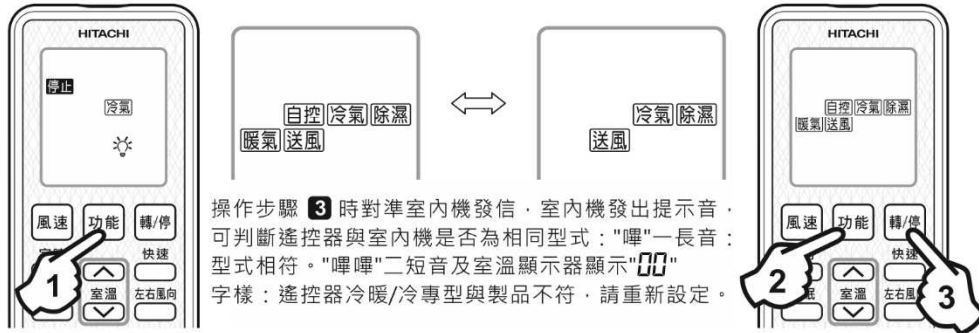 HITACHI
停止
冷氣
風速 功能 轉/停
快速
室溫 左右風向
1
自控 冷氣 除濕
暖氣 送風
冷氣 除濕
送風
操作步驟 3 時對準室內機發信，室內機發出提示音，
可判斷遙控器與室內機是否為相同型式："嗶"一長音：
型式相符。"嗶嗶"二短音及室溫顯示器顯示"00"
字樣：遙控器冷暖/冷專型與製品不符，請重新設定。
HITACHI
自控 冷氣 除濕
暖氣 送風
風速 功能 轉/停
快
室溫 左右風
2
3